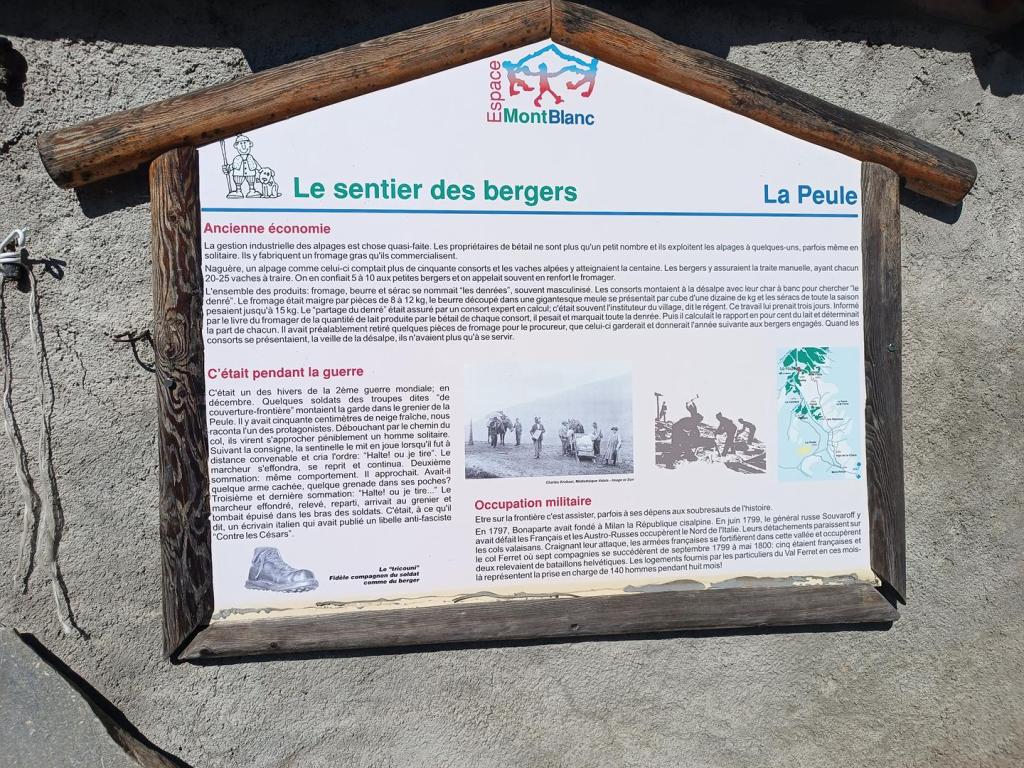 Espace
MontBlanc
Le sentier des bergers
La Peule
Ancienne économie
La gestion industrielle des alpages est chose quasi-faite. Les propriétaires de bétail ne sont plus qu'un petit nombre et ils exploitent les alpages à quelques-uns, parfois même en
solitaire. Ils y fabriquent un fromage gras qu'ils commercialisent.
Naguère, un alpage comme celui-ci comptait plus de cinquante consorts et les vaches alpées y atteignaient la centaine. Les bergers y assuraient la traite manuelle, ayant chacun
20-25 vaches à traire. On en confiait 5 à 10 aux petites bergers et on appelait souvent en renfort le fromager.
L'ensemble des produits: fromage, beurre et sérac se nommait "les denrées", souvent masculinisé. Les consorts montaient à la désalpe avec leur char à banc pour chercher "le
denré". Le fromage était maigre par pièces de 8 à 12 kg, le beurre découpé dans une gigantesque meule se présentait par cube d'une dizaine de kg et les séracs de toute la saison
pesaient jusqu'à 15 kg. Le "partage du denré" était assuré par un consort expert en calcul; c'était souvent l'instituteur du village, dit le régent. Ce travail lui prenait trois jours. Informé
par le livre du fromager de la quantité de lait produite par le bétail de chaque consort, il pesait et marquait toute la denrée. Puis il calculait le rapport en pour cent du lait et déterminait
la part de chacun. Il avait préalablement retiré quelques pièces de fromage pour le procureur, que celui-ci garderait et donnerait l'année suivante aux bergers engagés. Quand les
consorts se présentaient, la veille de la désalpe, ils n'avaient plus qu'à se servir.
C'était pendant la guerre
C'était un des hivers de la 2ème guerre mondiale; en
décembre. Quelques soldats des troupes dites "de
couverture-frontière" montaient la garde dans le grenier de la
Peule. Il y avait cinquante centimètres de neige fraîche, nous
raconta l'un des protagonistes. Débouchant par le chemin du
col, ils virent s'approcher péniblement un homme solitaire.
Suivant la consigne, la sentinelle le mit en joue lorsqu'il fut à
distance convenable et cria l'ordre: "Halte! ou je tire". Le
marcheur s'effondra, se reprit et continua. Deuxième
sommation: même comportement. Il approchait. Avait-il
quelque arme cachée, quelque grenade dans ses poches?
Troisième et dernière sommation: "Halte! ou je tire..." Le
marcheur effondré, relevé, reparti, arrivait au grenier et
tombait épuisé dans les bras des soldats. C'était, à ce qu'il
dit, un écrivain italien qui avait publié un libelle anti-fasciste
"Contre les Césars".
Le "tricouni"
Fidèle compagnon du soldat
comme du berger
Charles Krebser, Médiathèque Valais - Image et Son
Occupation militaire
Etre sur la frontière c'est assister, parfois à ses dépens aux soubresauts de l'histoire.
En 1797, Bonaparte avait fondé à Milan la République cisalpine. En juin 1799, le général russe Souvaroff y
avait défait les Français et les Austro-Russes occupèrent le Nord de l'Italie. Leurs détachements paraissaient sur
les cols valaisans. Craignant leur attaque, les armées françaises se fortifièrent dans cette vallée et occupèrent
le col Ferret où sept compagnies se succédèrent de septembre 1799 à mai 1800: cinq étaient françaises et
deux relevaient de bataillons helvétiques. Les logements fournis par les particuliers du Val Ferret en ces mois-
là représentent la prise en charge de 140 hommes pendant huit mois!